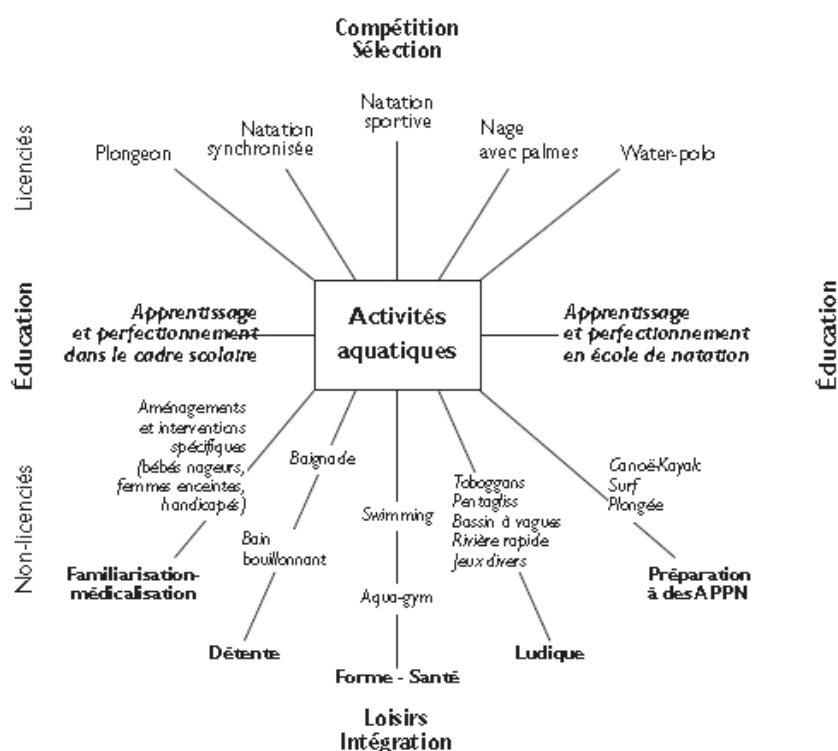 Compétition
Sélection
Licenciés
Plongeon
Natation
synchronisée
Natation
sportive
Nage
avec palmes
Water-polo
Éducation
Apprentissage
et perfectionnement
dans le cadre scolaire
Activités
aquatiques
Apprentissage
et perfectionnement
en école de natation
Éducation
Non-licenciés
Aménagements
et interventions
spécifiques
(bébés nageurs,
femmes enceintes,
handicapés)
Familiarisation-
médicalisation
Baignade
Bain
bouillonnant
Détente
Swimming
Aqua-gym
Forme - Santé
Toboggans
Pentagliss
Bassin à vagues
Rivière rapide
Jeux divers
Ludique
Canoë-Kayak
Surf
Plongée
Préparation
à des APPN
Loisirs
Intégration